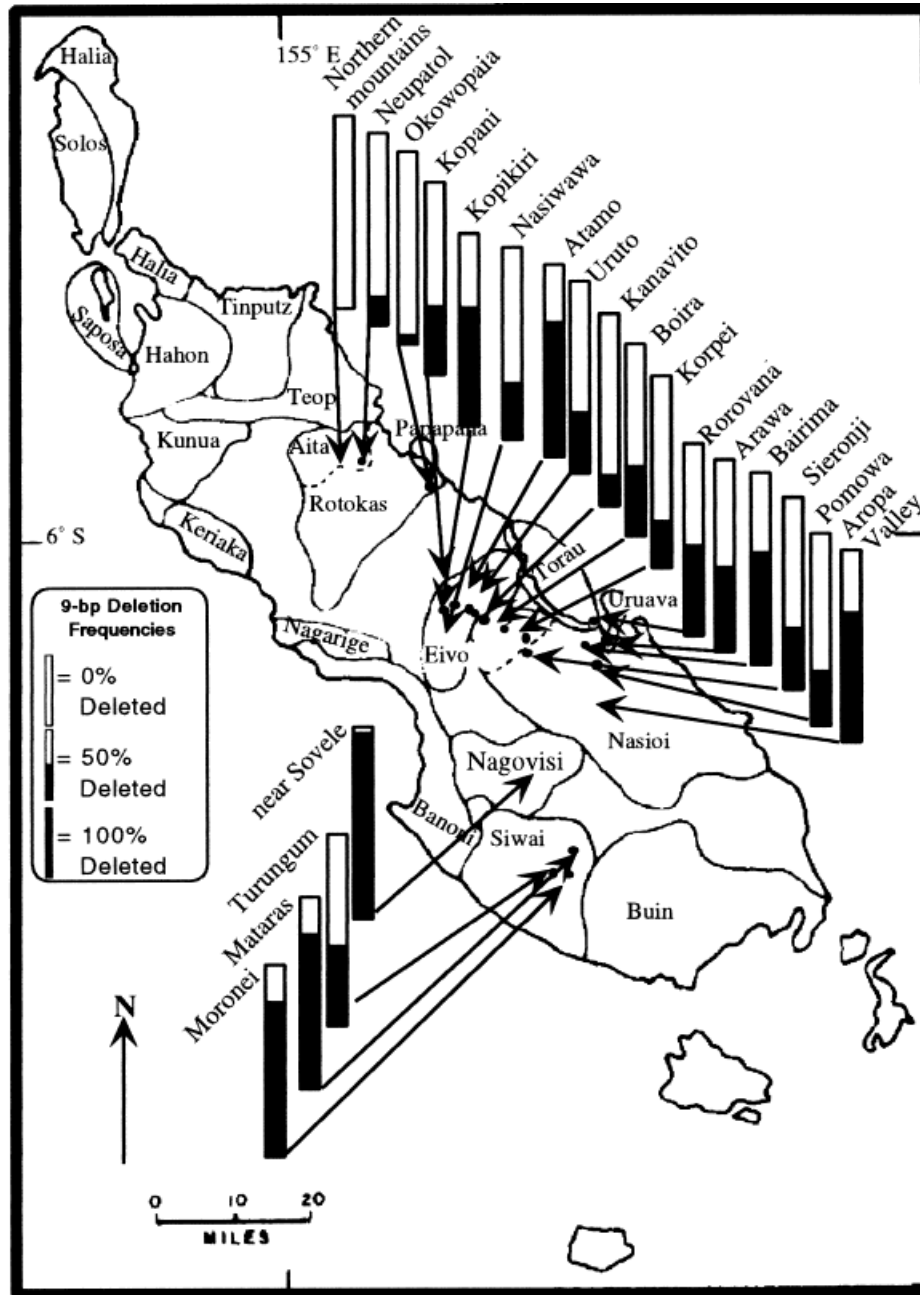 Halia
155° E
Northern
mountains
Neupatol
Okowopaia
Kopani
Kopikiri
Nasiwawa
Atamo
Uruto
Kanavito
Boira
Korpei
Rorovana
Arawa
Bairima
Sieronji
Pomowa
Aropa
Valley
Solos
Halia
Tinputz
Saposa
Hahon
Teop
Kunua
Aita
Papapana
Rotokas
6° S
Keriaka
Torau
Uruava
Nagarige
Eivo
Nasioi
9-bp Deletion
Frequencies
= 0%
Deleted
= 50%
Deleted
= 100%
Deleted
near Sovele
Nagovisi
Banoni
Siwai
Buin
Turungum
Mataras
Moronei
N
0 10 20
MILES